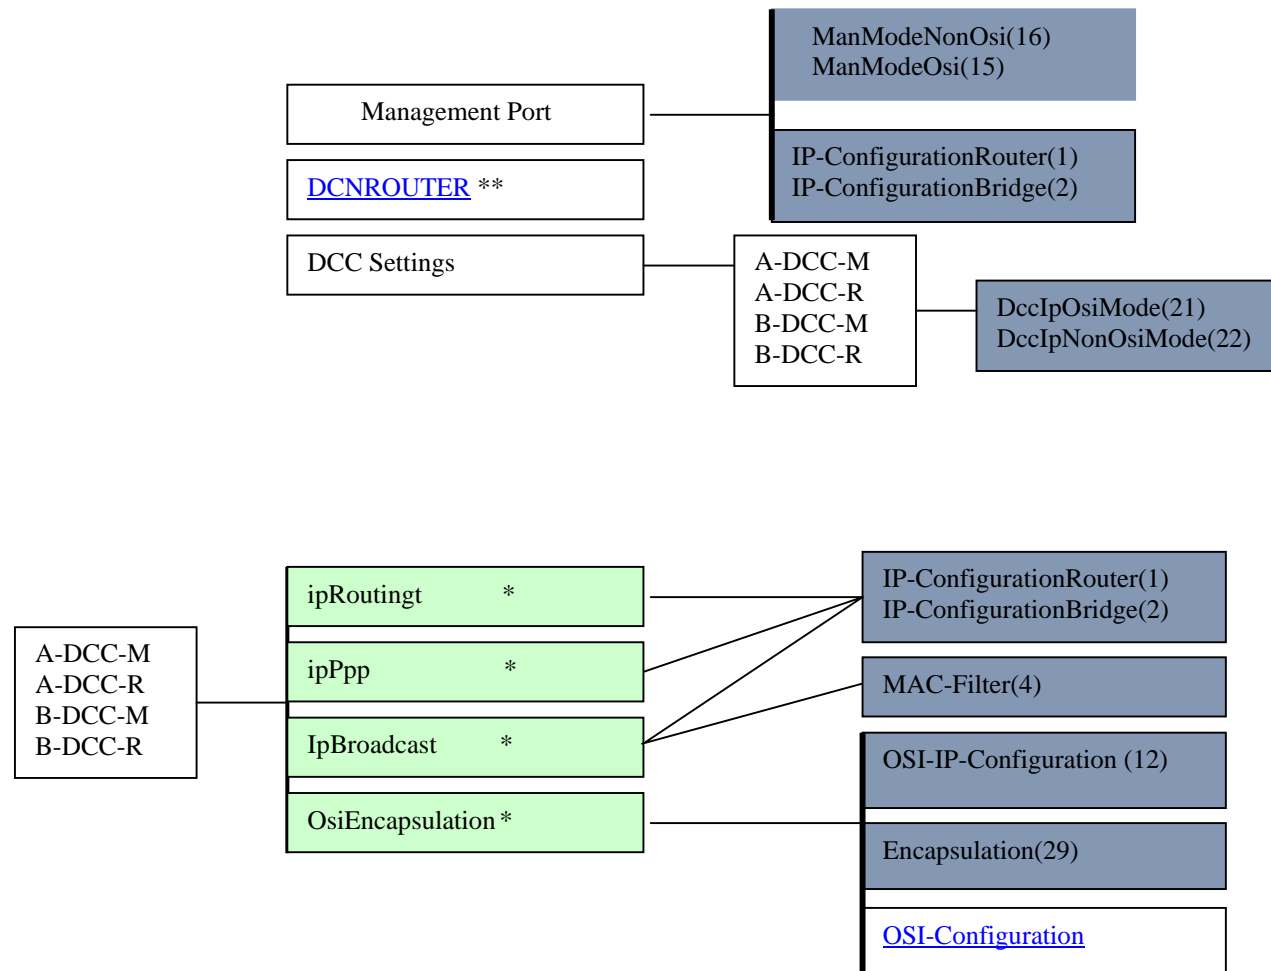 ManModeNonOsi(16)
ManModeOsi(15)
Management Port
IP-ConfigurationRouter(1)
IP-ConfigurationBridge(2)
DCNROUTER **
DCC Settings
A-DCC-M
A-DCC-R
B-DCC-M
B-DCC-R
DccIpOsiMode(21)
DccIpNonOsiMode(22)
A-DCC-M
A-DCC-R
B-DCC-M
B-DCC-R
ipRoutingt *
ipPpp *
IpBroadcast *
OsiEncapsulation *
IP-ConfigurationRouter(1)
IP-ConfigurationBridge(2)
MAC-Filter(4)
OSI-IP-Configuration (12)
Encapsulation(29)
OSI-Configuration